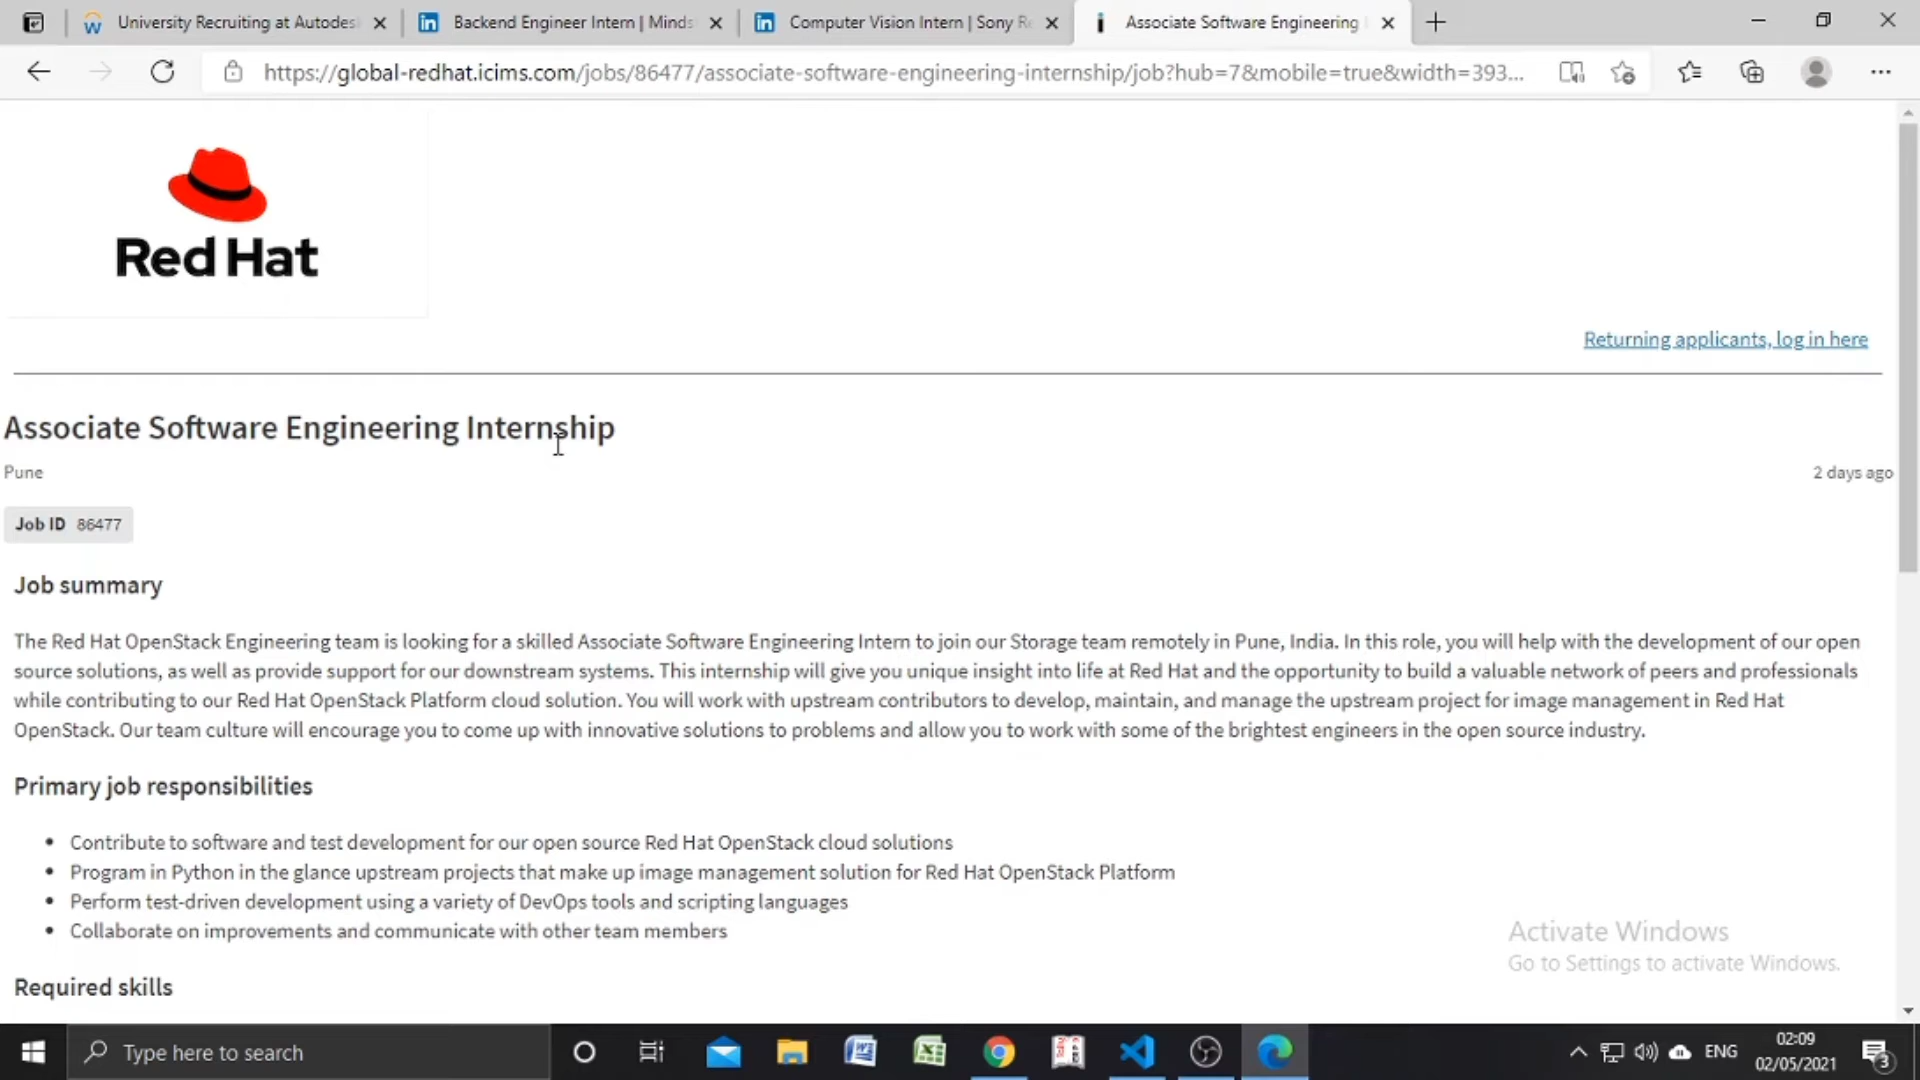 University Recruiting at Autodes
Backend Engineer Intern | Minds
Computer Vision Intern | Sony Re
Associate Software Engineering I
https://global-redhat.icims.com/jobs/86477/associate-software-engineering-internship/job?hub=7&mobile=true&width=393...
Red Hat
Returning applicants, log in here
Associate Software Engineering Internship
Pune
2 days ago
Job ID 86477
Job summary
The Red Hat OpenStack Engineering team is looking for a skilled Associate Software Engineering Intern to join our Storage team remotely in Pune, India. In this role, you will help with the development of our open
source solutions, as well as provide support for our downstream systems. This internship will give you unique insight into life at Red Hat and the opportunity to build a valuable network of peers and professionals
while contributing to our Red Hat OpenStack Platform cloud solution. You will work with upstream contributors to develop, maintain, and manage the upstream project for image management in Red Hat
OpenStack. Our team culture will encourage you to come up with innovative solutions to problems and allow you to work with some of the brightest engineers in the open source industry.
Primary job responsibilities
• Contribute to software and test development for our open source Red Hat OpenStack cloud solutions
• Program in Python in the glance upstream projects that make up image management solution for Red Hat OpenStack Platform
• Perform test-driven development using a variety of DevOps tools and scripting languages
• Collaborate on improvements and communicate with other team members
Activate Windows
Go to Settings to activate Windows.
Required skills
Type here to search
ENG
02:09
02/05/2021
3